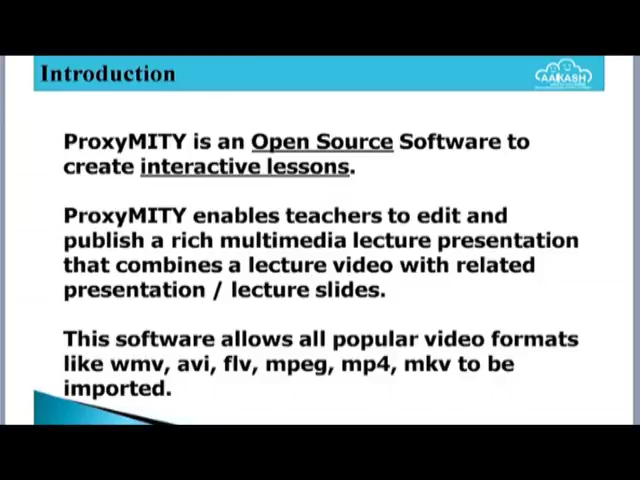 Introduction
AAKASH
ProxyMITY is an Open Source Software to
create interactive lessons.
ProxyMITY enables teachers to edit and
publish a rich multimedia lecture presentation
that combines a lecture video with related
presentation / lecture slides.
This software allows all popular video formats
like wmv, avi, flv, mpeg, mp4, mkv to be
imported.